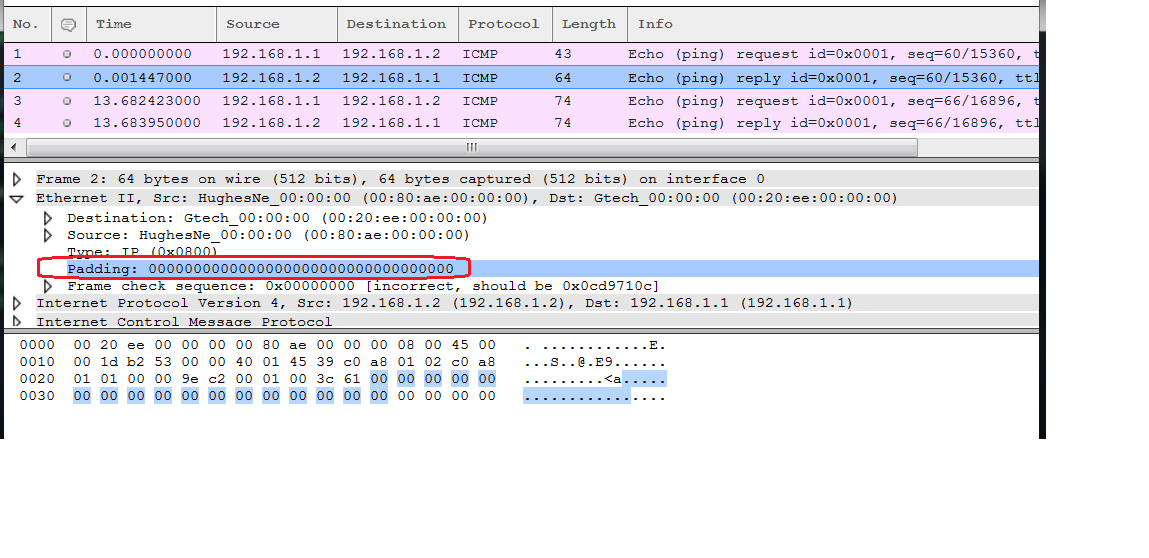 No. Time Source Destination Protocol Length Info
1 0.000000000 192.168.1.1 192.168.1.2 ICMP 43 Echo (ping) request id=0x0001, seq=60/15360, t
2 0.001447000 192.168.1.2 192.168.1.1 ICMP 64 Echo (ping) reply id=0x0001, seq=60/15360, ttl
3 13.682423000 192.168.1.1 192.168.1.2 ICMP 74 Echo (ping) request id=0x0001, seq=66/16896, t
4 13.683950000 192.168.1.2 192.168.1.1 ICMP 74 Echo (ping) reply id=0x0001, seq=66/16896, ttl
Frame 2: 64 bytes on wire (512 bits), 64 bytes captured (512 bits) on interface 0
Ethernet II, Src: HughesNe_00:00:00 (00:80:ae:00:00:00), Dst: Gtech_00:00:00 (00:20:ee:00:00:00)
Destination: Gtech_00:00:00 (00:20:ee:00:00:00)
Source: HughesNe_00:00:00 (00:80:ae:00:00:00)
Type: IP (0x0800)
Padding: 0000000000000000000000000000000000
Frame check sequence: 0x00000000 [incorrect, should be 0x0cd9710c]
Internet Protocol Version 4, Src: 192.168.1.2 (192.168.1.2), Dst: 192.168.1.1 (192.168.1.1)
Internet Control Message Protocol
0000 00 20 ee 00 00 00 00 80 ae 00 00 00 08 00 45 00 . ............E.
0010 00 1d b2 53 00 00 40 01 45 39 c0 a8 01 02 c0 a8 ...S..@.E9......
0020 01 01 00 00 9e c2 00 01 00 3c 61 00 00 00 00 00 .........<a.....
0030 00 00 00 00 00 00 00 00 00 00 00 00 00 00 00 00 ................